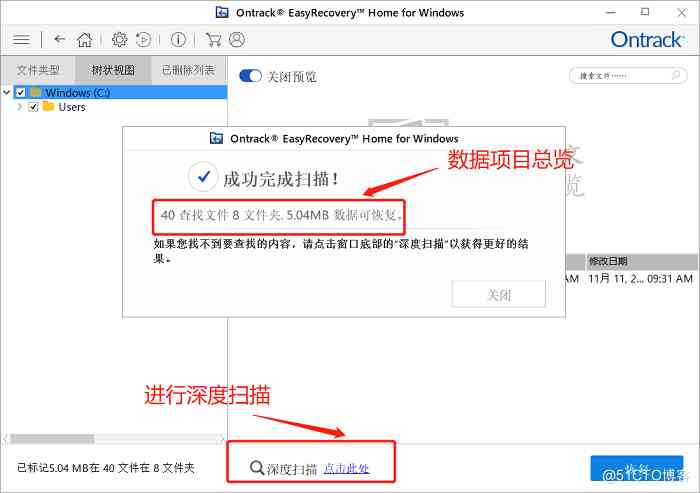 Ontrack® EasyRecovery™ Home for Windows
Ontrack
文件类型 树状视图 已删除列表
关闭预览
搜索文件……
Windows (C:)
Users
文
览
Ontrack® EasyRecovery™ Home for Windows
数据项目总览
成功完成扫描!
40 查找文件 8 文件夹, 5.04MB 数据可恢复。
如果您找不到要查找的内容,请点击窗口底部的“深度扫描”以获得更好的结
果。
关闭
修改日期
AM 11月 11, 2... 09:31 AM
进行深度扫描
已标记5.04 MB在 40 文件在 8 文件夹
深度扫描 点击此处
恢复
@51CTO博客